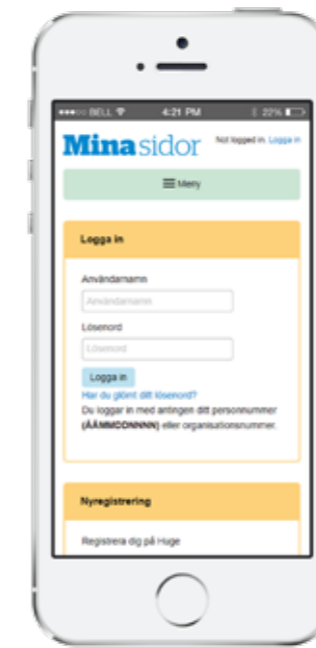 BELL 4:21 PM 22%
Mina sidor Not logged in. Logga in
Meny
Logga in
Användarnamn
Användarnamn
Lösenord
Lösenord
Logga in
Har du glömt ditt lösenord?
Du loggar in med antingen ditt personnummer
(ÅÅMMDDNNNN) eller organisationsnummer.
Nyregistrering
Registrera dig på Huge